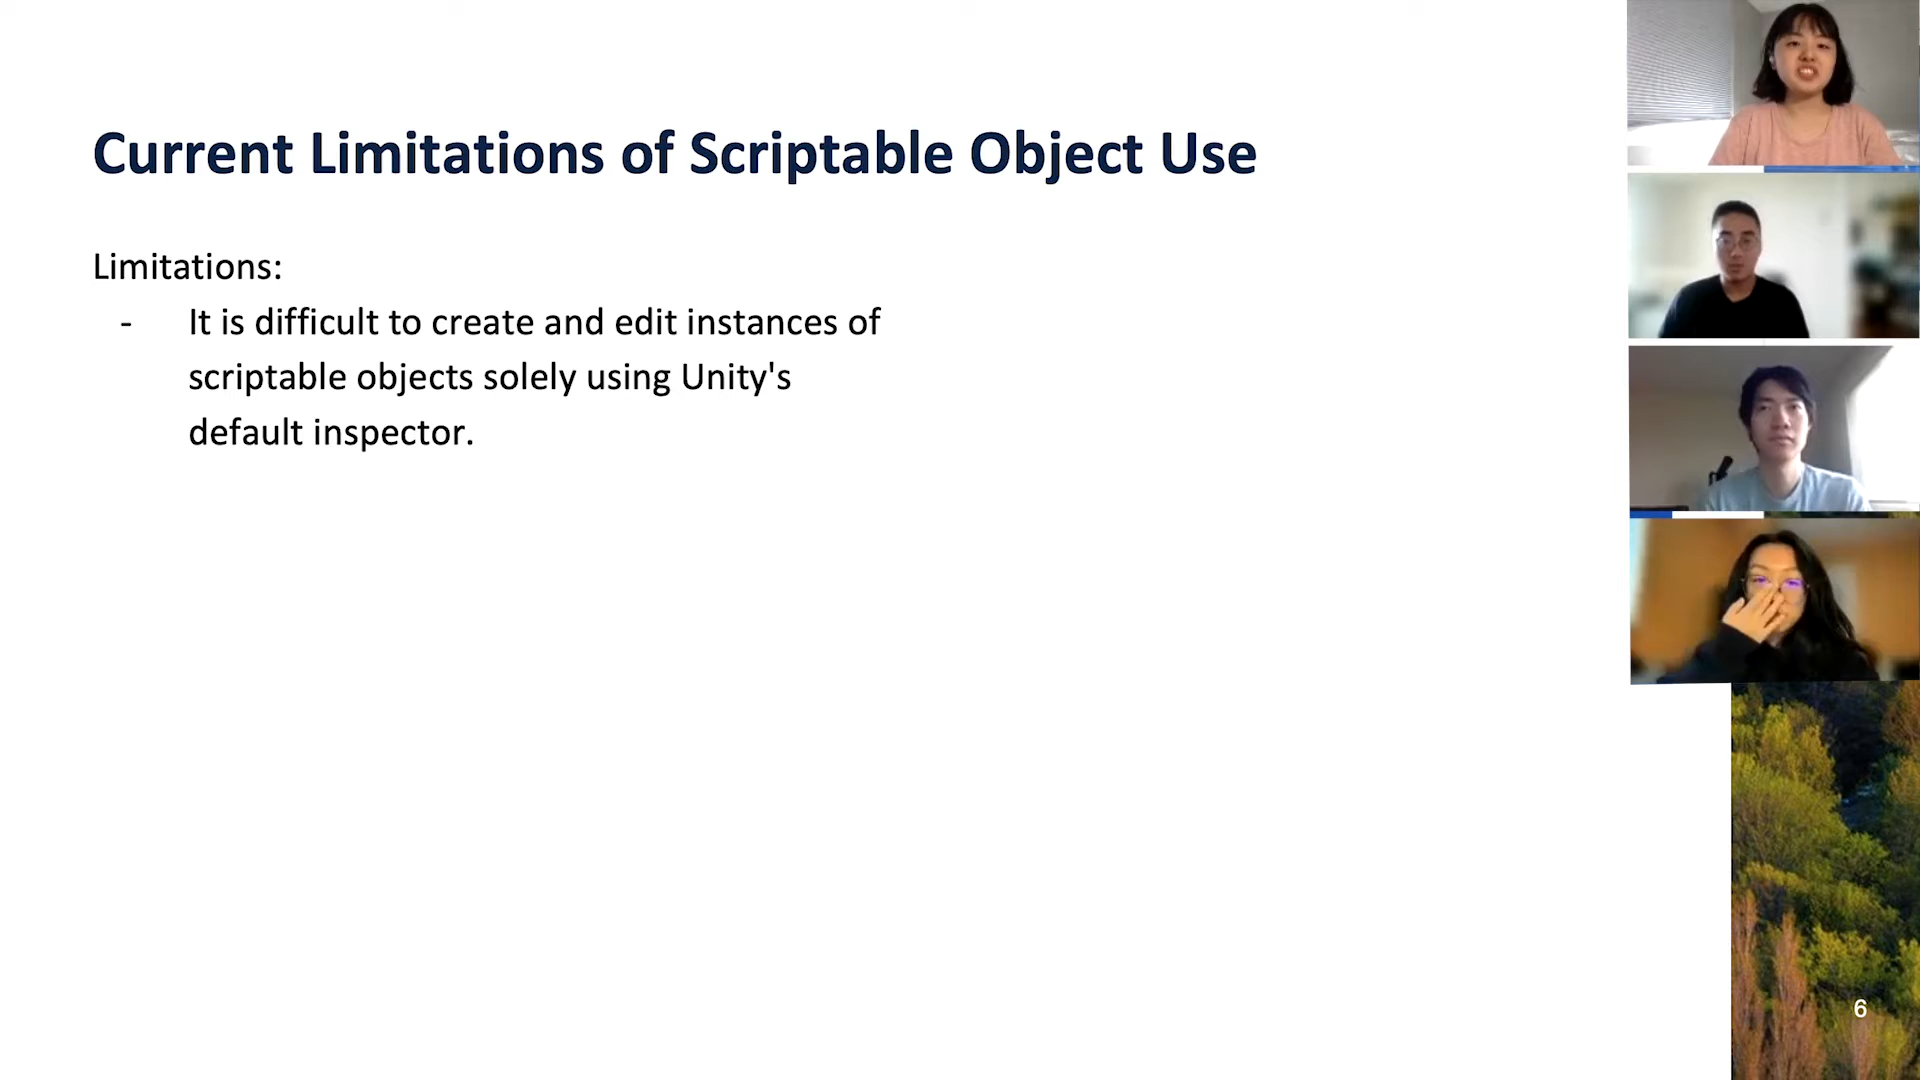 Current Limitations of Scriptable Object Use
Limitations:
- It is difficult to create and edit instances of
scriptable objects solely using Unity's
default inspector.
6